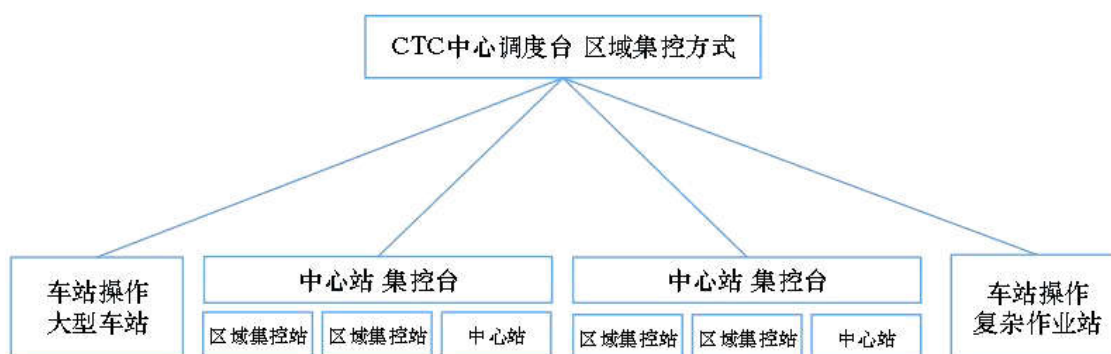 CTC中心调度台 区域集控方式
车站操作
大型车站
中心站 集控台
区域集控站
区域集控站
中心站
中心站 集控台
区域集控站
区域集控站
中心站
车站操作
复杂作业站